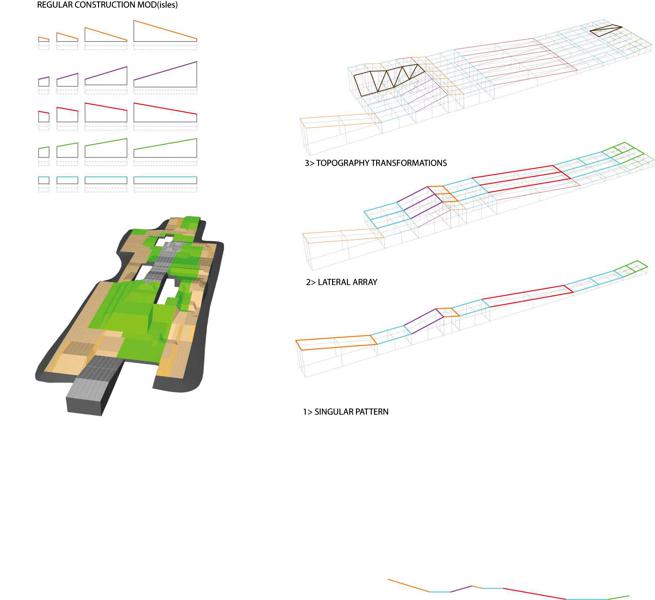 REGULAR CONSTRUCTION MOD(isles)
3> TOPOGRAPHY TRANSFORMATIONS
2> LATERAL ARRAY
1> SINGULAR PATTERN